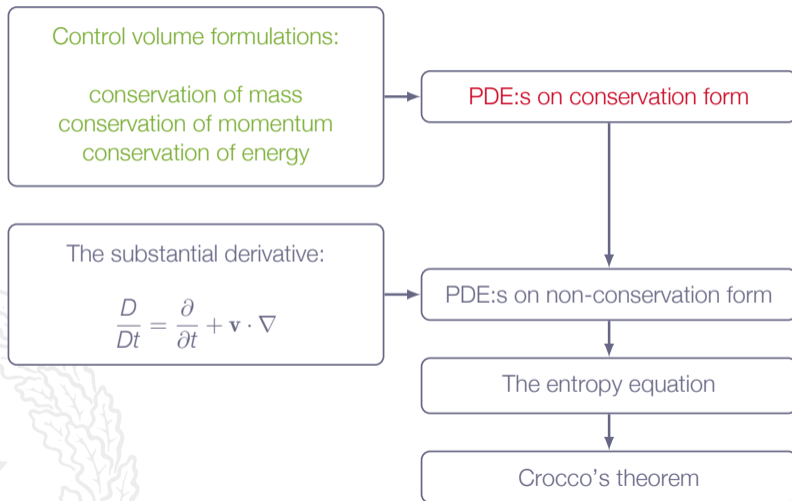 Control volume formulations:
conservation of mass
conservation of momentum
conservation of energy
PDE:s on conservation form
The substantial derivative:
D/Dt = ∂/∂t + v · ∇
PDE:s on non-conservation form
The entropy equation
Crocco's theorem